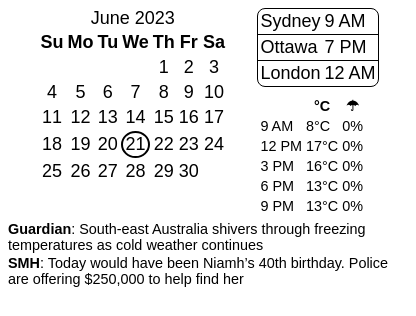 June 2023
Su Mo Tu We Th Fr Sa
1 2 3
4 5 6 7 8 9 10
11 12 13 14 15 16 17
18 19 20 21 22 23 24
25 26 27 28 29 30
Sydney 9 AM
Ottawa 7 PM
London 12 AM
°C ☂
9 AM 8°C 0%
12 PM 17°C 0%
3 PM 16°C 0%
6 PM 13°C 0%
9 PM 13°C 0%
Guardian: South-east Australia shivers through freezing
temperatures as cold weather continues
SMH: Today would have been Niamh’s 40th birthday. Police
are offering $250,000 to help find her